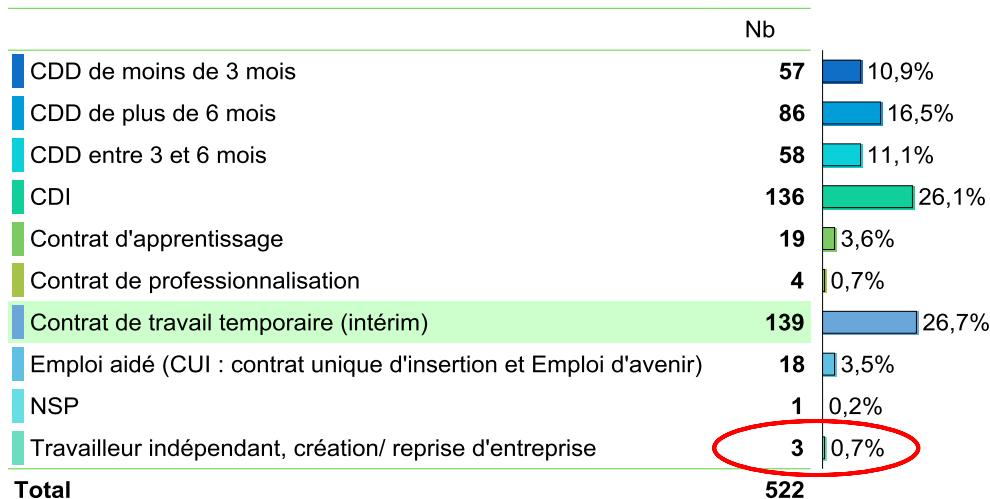 Nb
CDD de moins de 3 mois 57 10,9%
CDD de plus de 6 mois 86 16,5%
CDD entre 3 et 6 mois 58 11,1%
CDI 136 26,1%
Contrat d'apprentissage 19 3,6%
Contrat de professionnalisation 4 0,7%
Contrat de travail temporaire (intérim) 139 26,7%
Emploi aidé (CUI : contrat unique d'insertion et Emploi d'avenir) 18 3,5%
NSP 1 0,2%
Travailleur indépendant, création/ reprise d'entreprise 3 0,7%
Total 522